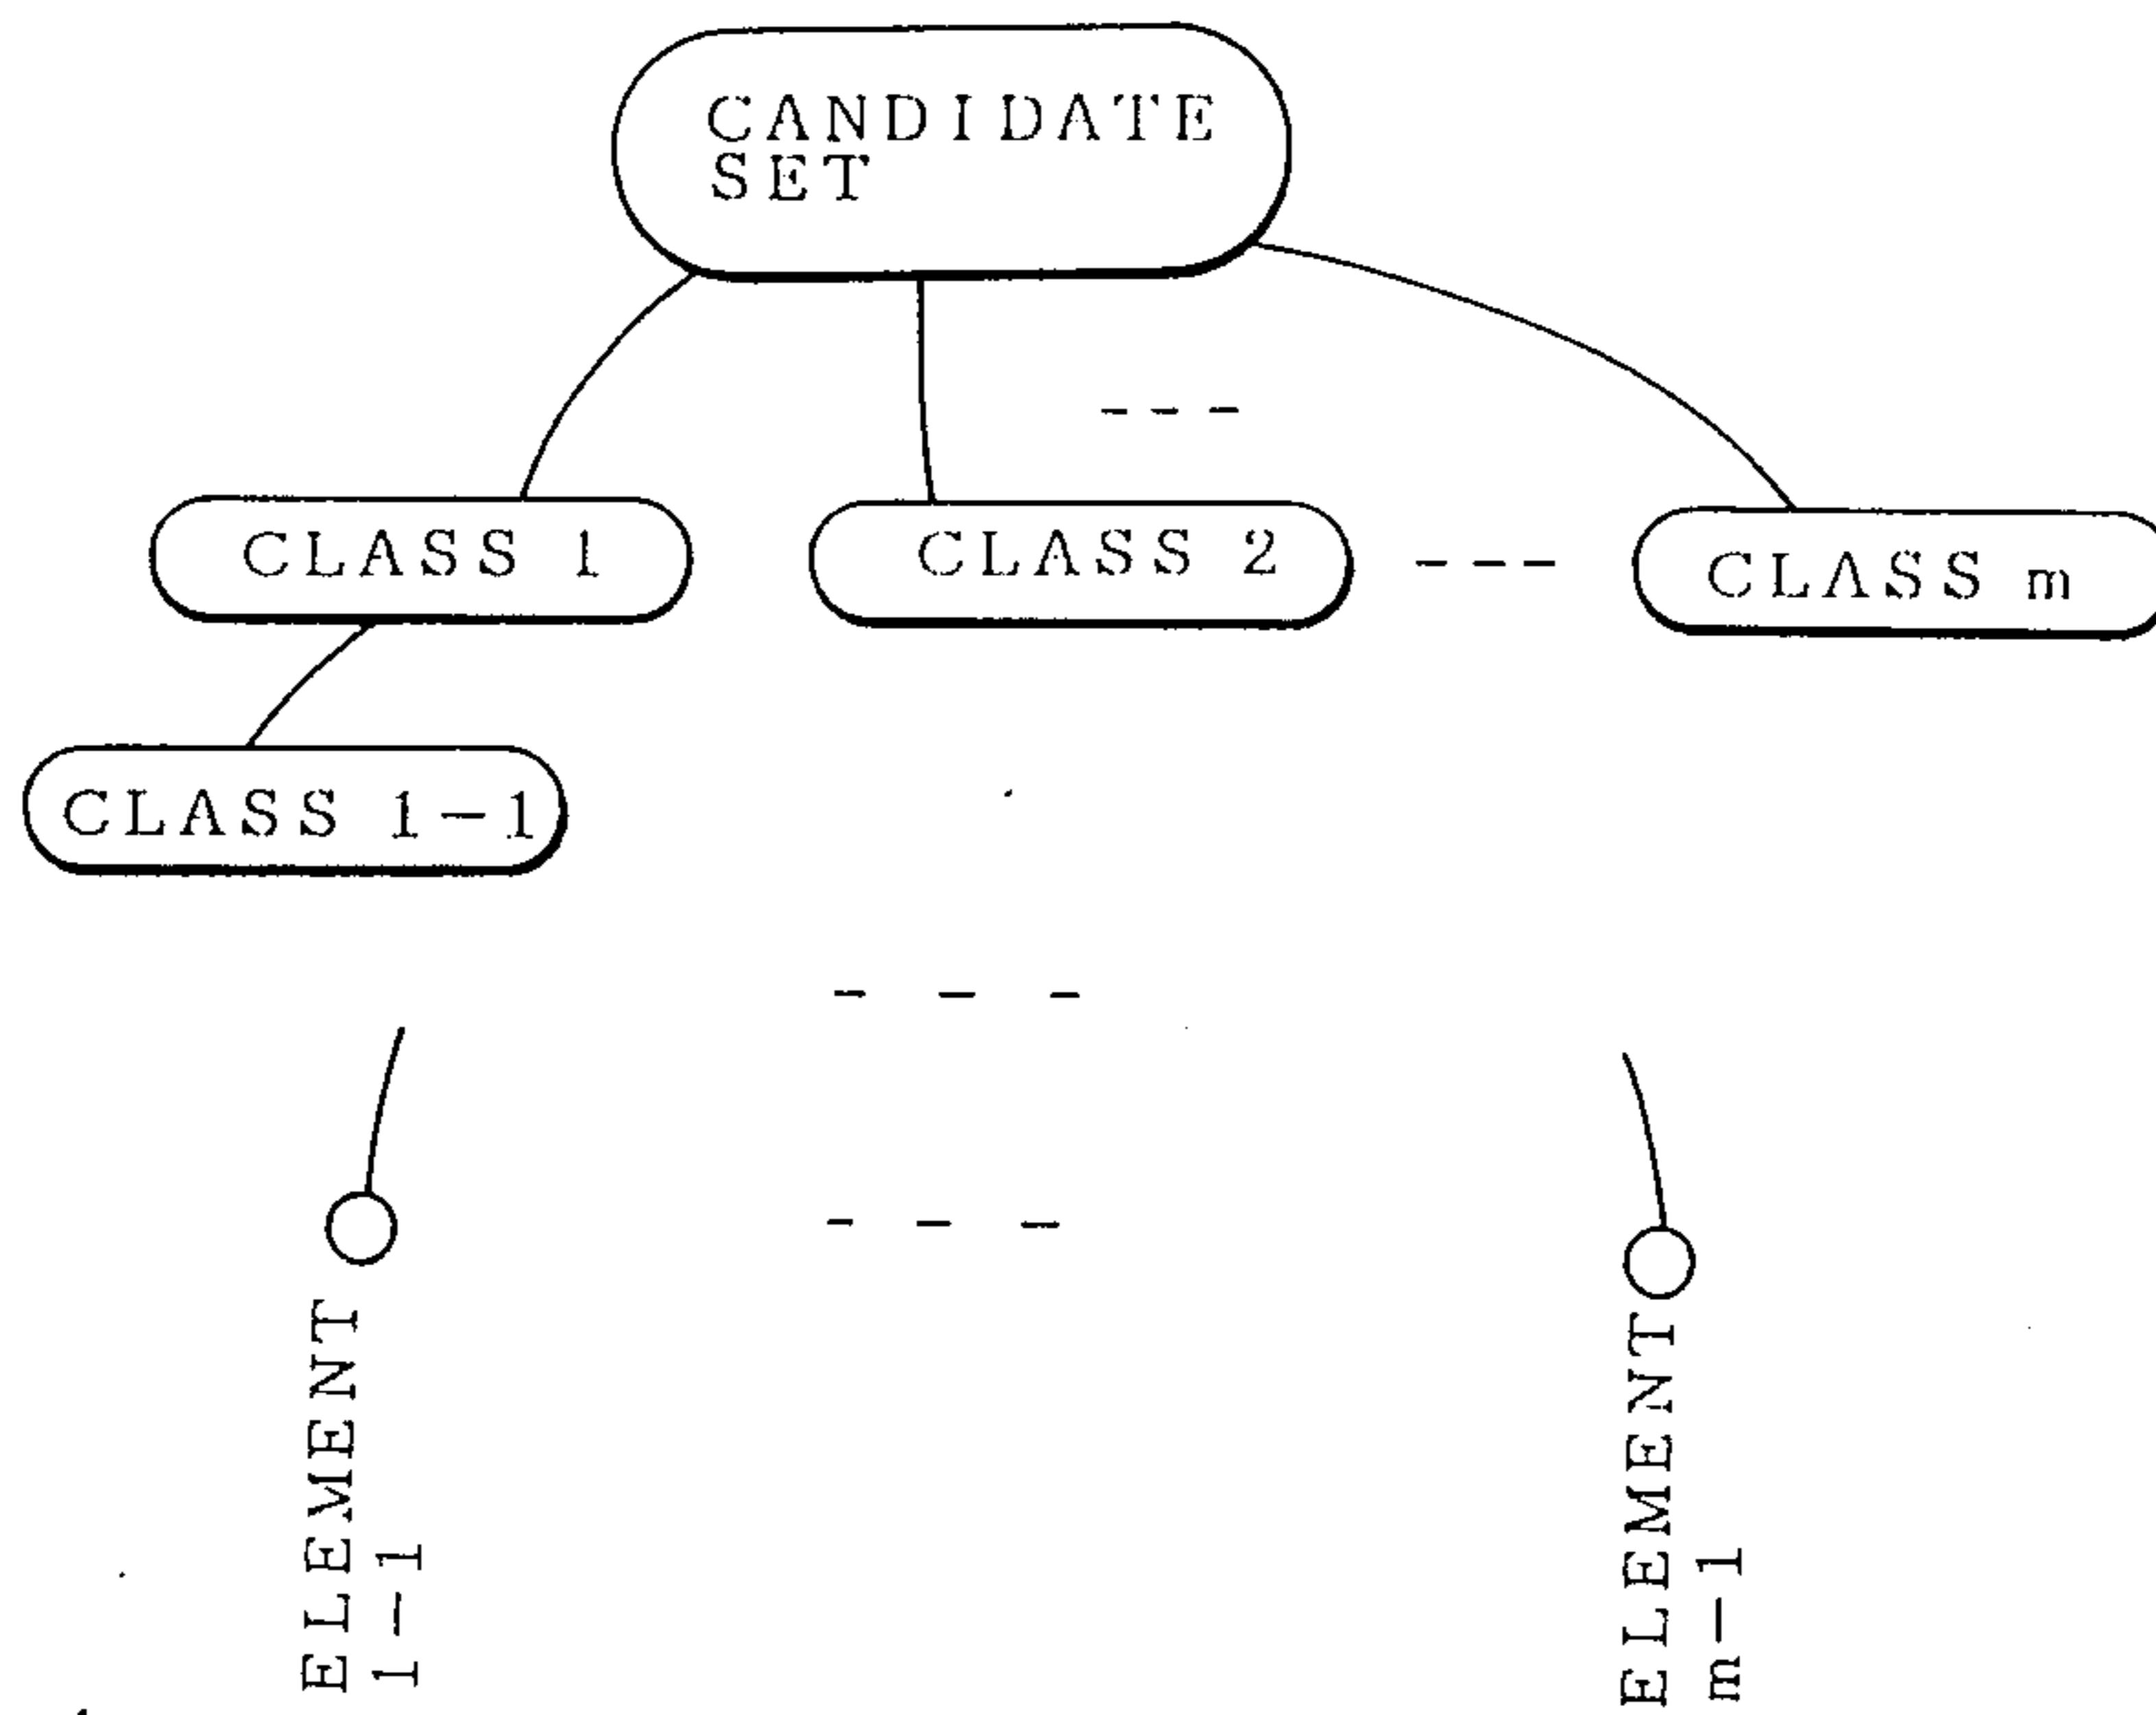 CANDIDATE
SET
CLASS 1
CLASS 2
CLASS m
CLASS 1-1
ELEMENT
1-1
ELEMENT
m-1